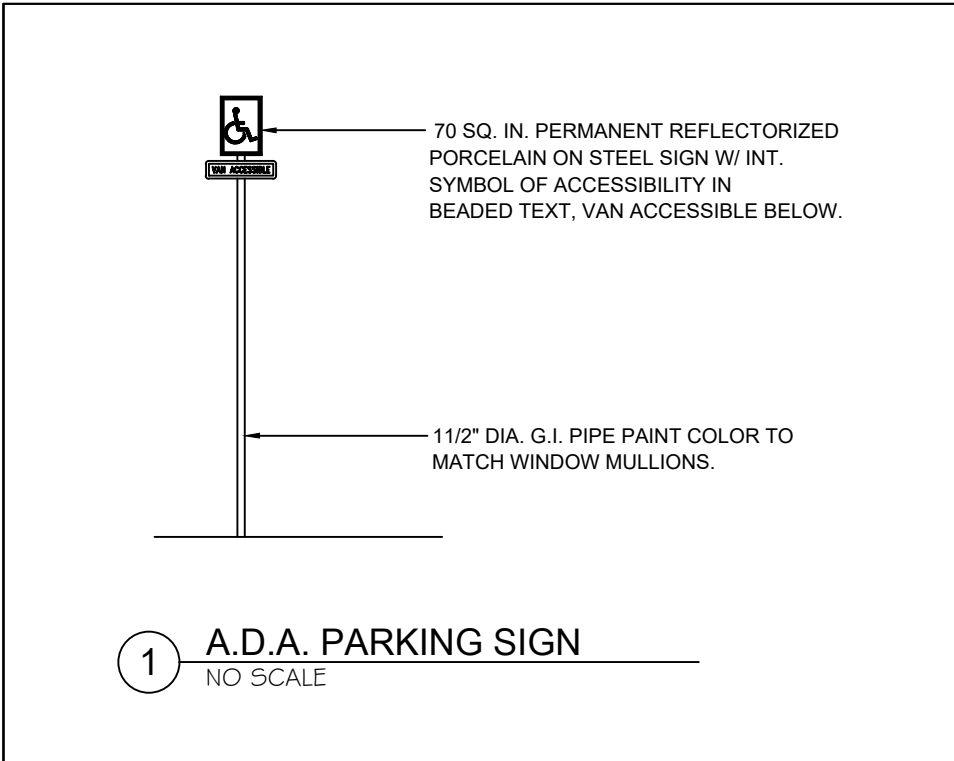 70 SQ. IN. PERMANENT REFLECTORIZED
PORCELAIN ON STEEL SIGN W/ INT.
SYMBOL OF ACCESSIBILITY IN
BEADED TEXT, VAN ACCESSIBLE BELOW.
VAN ACCESSIBLE
11/2" DIA. G.I. PIPE PAINT COLOR TO
MATCH WINDOW MULLIONS.
1
A.D.A. PARKING SIGN
NO SCALE